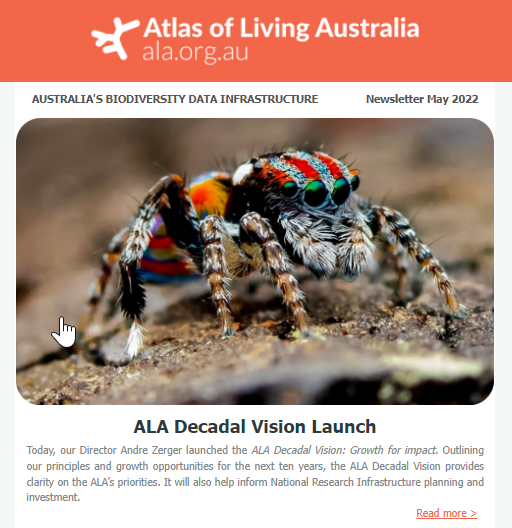 Atlas of Living Australia
ala.org.au
AUSTRALIA'S BIODIVERSITY DATA INFRASTRUCTURE Newsletter May 2022
ALA Decadal Vision Launch
Today, our Director Andre Zerger launched the ALA Decadal Vision: Growth for impact. Outlining
our principles and growth opportunities for the next ten years, the ALA Decadal Vision provides
clarity on the ALA’s priorities. It will also help inform National Research Infrastructure planning and
investment.
Read more >